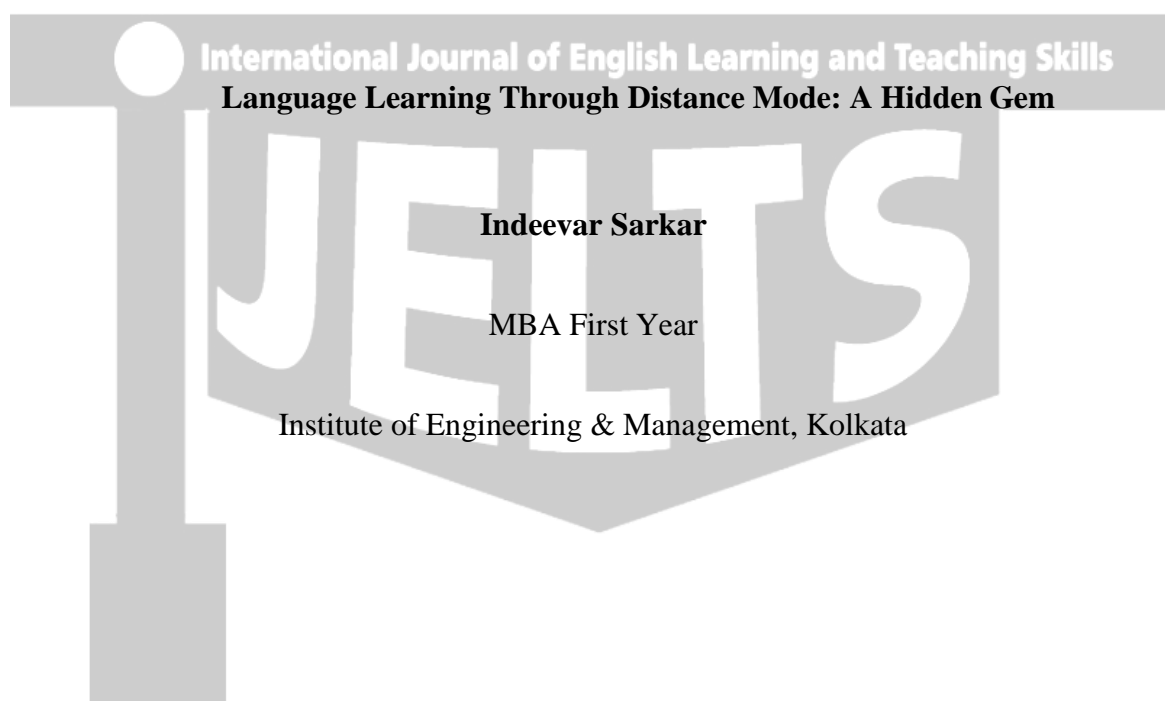 International Journal of English Learning and Teaching Skills
Language Learning Through Distance Mode: A Hidden Gem
JELTS
Indeevar Sarkar
MBA First Year
Institute of Engineering & Management, Kolkata